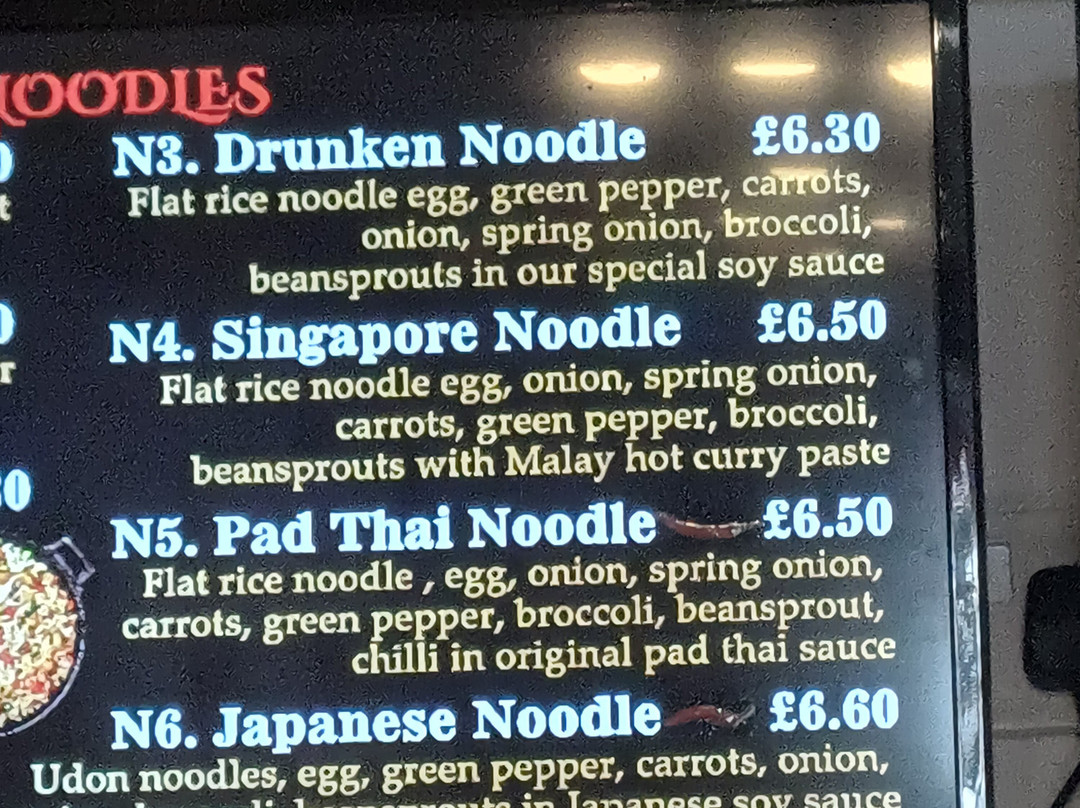 NOODLES
N3. Drunken Noodle £6.30
Flat rice noodle egg, green pepper, carrots,
onion, spring onion, broccoli,
beansprouts in our special soy sauce
N4. Singapore Noodle £6.50
Flat rice noodle egg, onion, spring onion,
carrots, green pepper, broccoli,
beansprouts with Malay hot curry paste
N5. Pad Thai Noodle £6.50
Flat rice noodle , egg, onion, spring onion,
carrots, green pepper, broccoli, beansprout,
chilli in original pad thai sauce
N6. Japanese Noodle £6.60
Udon noodles, egg, green pepper, carrots, onion,
in Japanese soy sauce